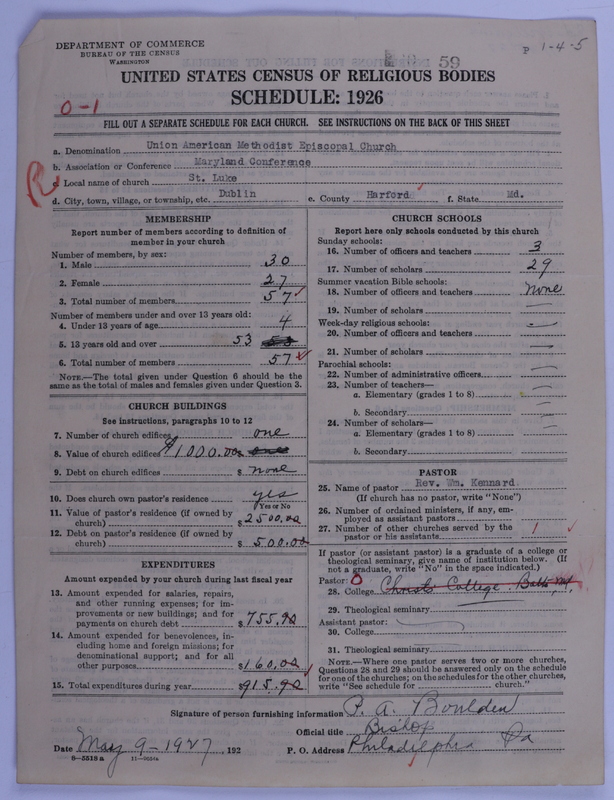 DEPARTMENT OF COMMERCE
BUREAU OF THE CENSUS
WASHINGTON
59
P 1-4-5
UNITED STATES CENSUS OF RELIGIOUS BODIES
SCHEDULE: 1926
0-1
FILL OUT A SEPARATE SCHEDULE FOR EACH CHURCH. SEE INSTRUCTIONS ON THE BACK OF THIS SHEET
a. Denomination Union American Methodist Episcopal Church
b. Association or Conference Maryland Conference
R
c. Local name of church St. Luke
d. City, town, village, or township, etc. Dublin e. County Harford f. State Md.
MEMBERSHIP
Report number of members according to definition of
member in your church
Number of members, by sex:
1. Male 30
2. Female 27
3. Total number of members 57
Number of members under and over 13 years old:
4. Under 13 years of age 4
5. 13 years old and over 53
6. Total number of members 57
NOTE.—The total given under Question 6 should be
same as the total of males and females given under Question 3.
CHURCH BUILDINGS
See instructions, paragraphs 10 to 12
7. Number of church edifices one
8. Value of church edifices $1000.00 one
9. Debt on church edifices $ none
10. Does church own pastor's residence yes
Yes or No
11. Value of pastor's residence (if owned by
church) $2500.00
12. Debt on pastor's residence (if owned by
church) $500.00
EXPENDITURES
Amount expended by your church during last fiscal year
13. Amount expended for salaries, repairs,
and other running expenses; for im-
provements or new buildings; and for
payments on church debt $755.90
14. Amount expended for benevolences, in-
cluding home and foreign missions; for
denominational support; and for all
other purposes $160.00
15. Total expenditures during year $915.90
CHURCH SCHOOLS
Report here only schools conducted by this church
Sunday schools:
16. Number of officers and teachers 3
17. Number of scholars 29
Summer vacation Bible schools:
18. Number of officers and teachers none
19. Number of scholars —
Week-day religious schools:
20. Number of officers and teachers —
21. Number of scholars —
Parochial schools:
22. Number of administrative officers —
23. Number of teachers—
a. Elementary (grades 1 to 8) —
b. Secondary —
24. Number of scholars— —
a. Elementary (grades 1 to 8) —
b. Secondary
PASTOR
25. Name of pastor Rev. Wm. Kennard
(If church has no pastor, write "None")
26. Number of ordained ministers, if any, em-
ployed as assistant pastors
27. Number of other churches served by the
pastor or his assistants 1
If pastor (or assistant pastor) is a graduate of a college or
theological seminary, give name of institution below. (If
not a graduate, write "No" in the space indicated.)
Pastor: 0
28. College Christs College Balto Md.
29. Theological seminary —
Assistant pastor:
30. College
31. Theological seminary
NOTE.—Where one pastor serves two or more churches,
Questions 28 and 29 should be answered only on the schedule
for one of the churches; on the schedules for the other churches,
write "See schedule for church."
Signature of person furnishing information P. A. Boulden
Official title Bishop
Date May 9-1927, 192 P. O. Address Philadelphia Pa
8-5518a